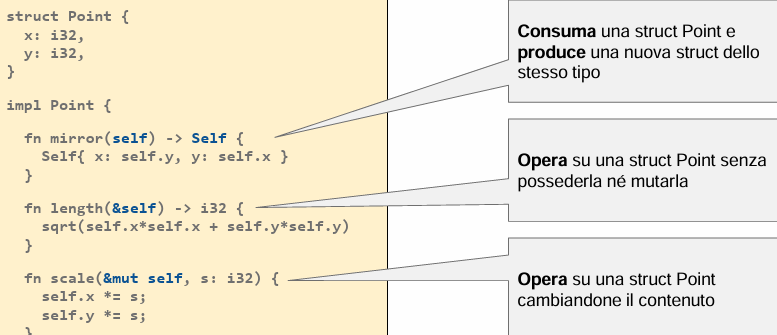 struct Point {
x: i32,
y: i32,
}
impl Point {
fn mirror(self) -> Self {
Self{ x: self.y, y: self.x }
}
fn length(&self) -> i32 {
sqrt(self.x*self.x + self.y*self.y)
}
fn scale(&mut self, s: i32) {
self.x *= s;
self.y *= s;
}
Consuma una struct Point e
produce una nuova struct dello
stesso tipo
Opera su una struct Point senza
possederla né mutarla
Opera su una struct Point
cambiandone il contenuto